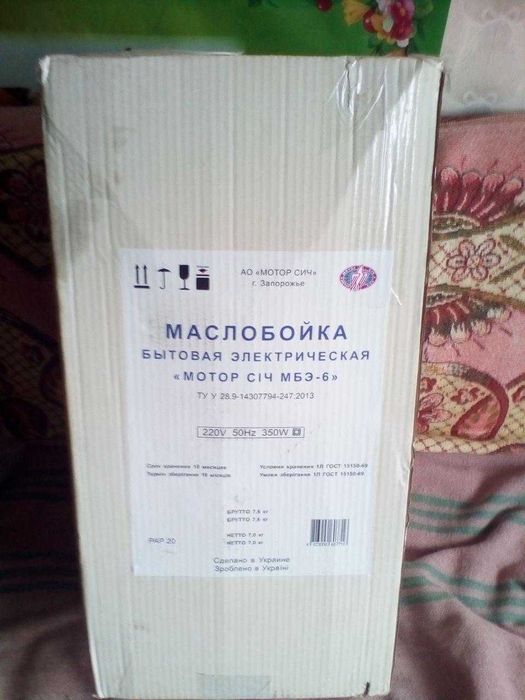 АО «МОТОР СИЧ»
г. Запорожье
МАСЛОБОЙКА
БЫТОВАЯ ЭЛЕКТРИЧЕСКАЯ
«МОТОР СІЧ МБЭ-6»
ТУ У 28.9-14307794-247:2013
220V 50Hz 350W
Срок хранения 18 месяцев
Термін зберігання 18 місяців
Условия хранения 1Л ГОСТ 15150-69
Умови зберігання 1Л ГОСТ 15150-69
БРУТТО 7,6 кг
БРУТТО 7,6 кг
НЕТТО 7,0 кг
НЕТТО 7,0 кг
PAP 20
Сделано в Украине
Зроблено в Україні